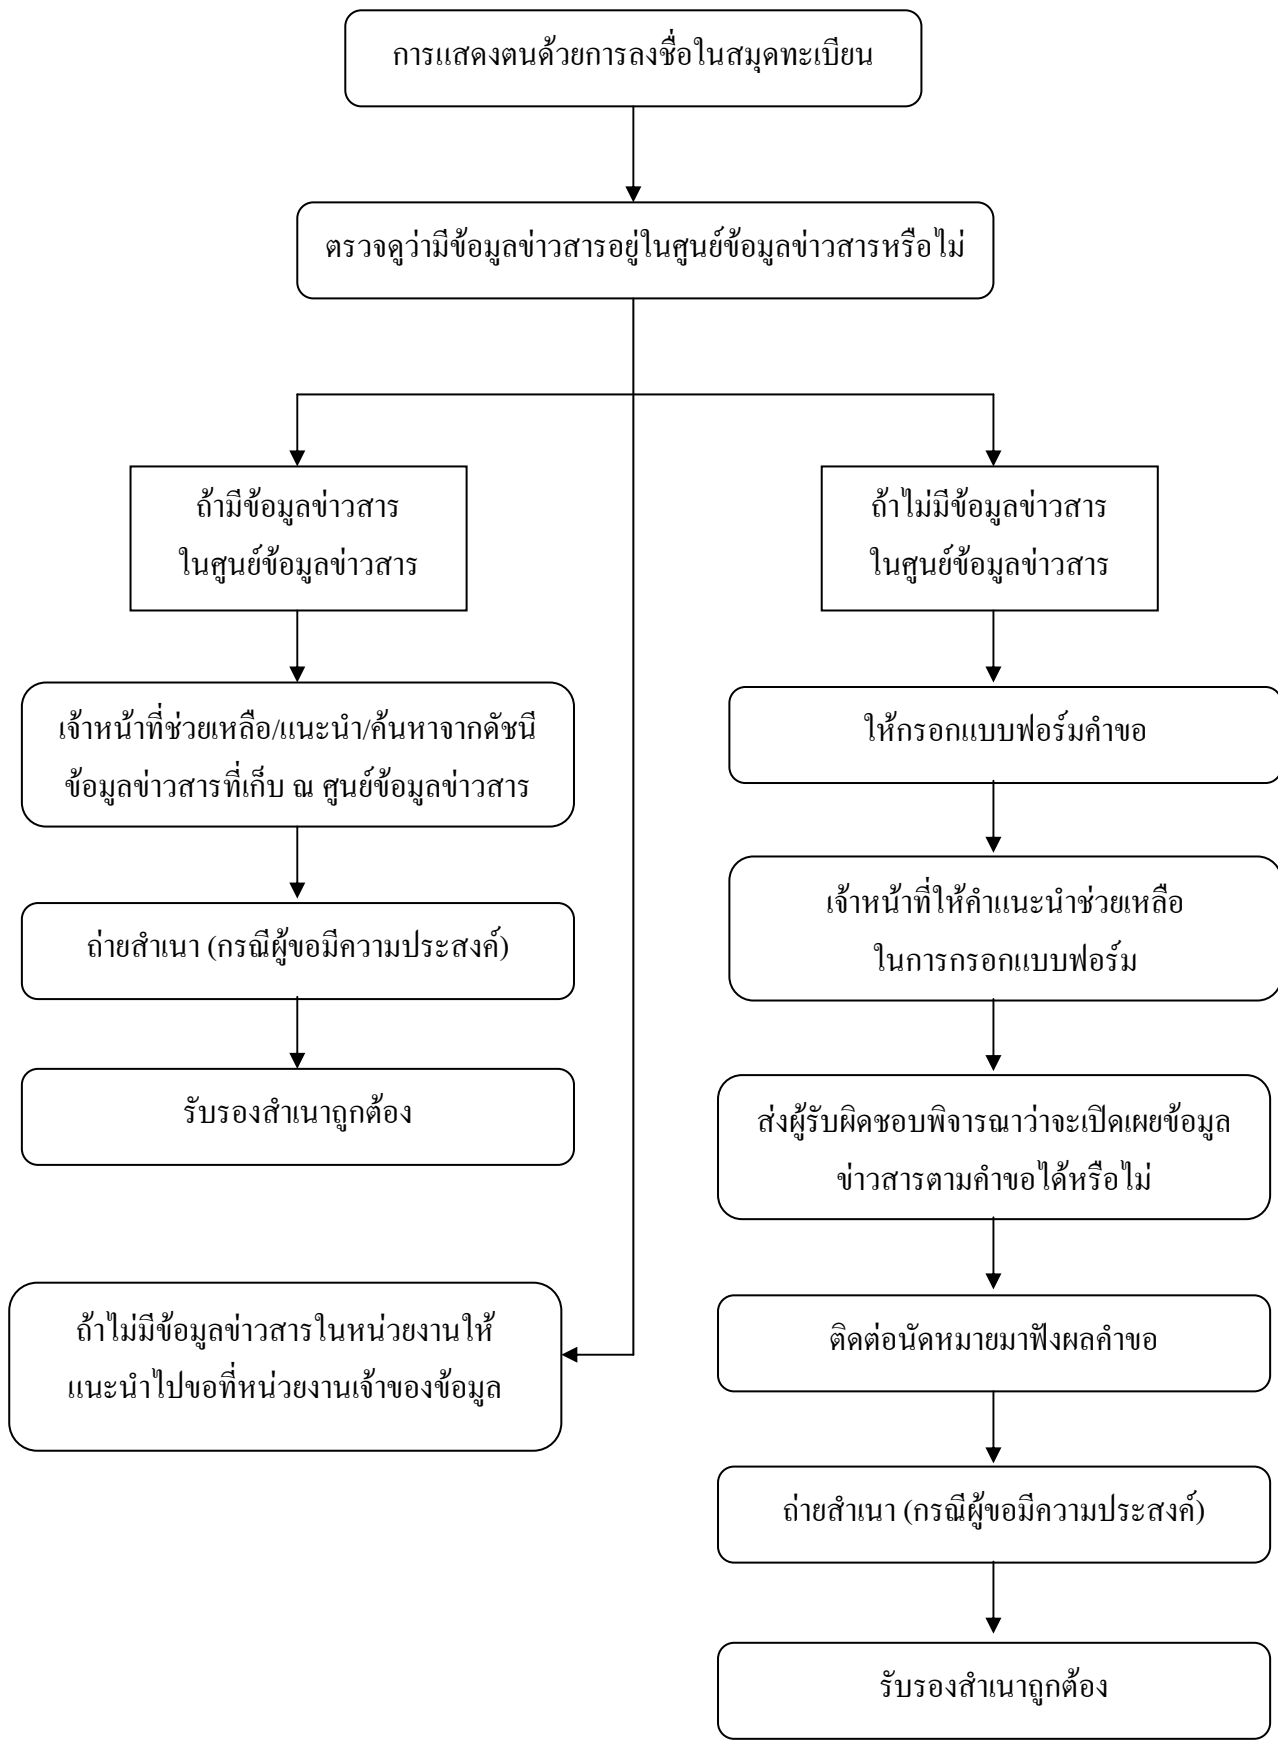 การแสดงตนด้วยการลงชื่อในสมุดทะเบียน
ตรวจดูว่ามีข้อมูลข่าวสารอยู่ในศูนย์ข้อมูลข่าวสารหรือไม่
ถ้ามีข้อมูลข่าวสาร
ในศูนย์ข้อมูลข่าวสาร
เจ้าหน้าที่ช่วยเหลือ/แนะนำ/ค้นหาจากดัชนี
ข้อมูลข่าวสารที่เก็บ ณ ศูนย์ข้อมูลข่าวสาร
ถ่ายสำเนา (กรณีผู้ขอมีความประสงค์)
รับรองสำเนาถูกต้อง
ถ้าไม่มีข้อมูลข่าวสารในหน่วยงานให้
แนะนำไปขอที่หน่วยงานเจ้าของข้อมูล
ถ้าไม่มีข้อมูลข่าวสาร
ในศูนย์ข้อมูลข่าวสาร
ให้กรอกแบบฟอร์มคำขอ
เจ้าหน้าที่ให้คำแนะนำช่วยเหลือ
ในการกรอกแบบฟอร์ม
ส่งผู้รับผิดชอบพิจารณาว่าจะเปิดเผยข้อมูล
ข่าวสารตามคำขอได้หรือไม่
ติดต่อนัดหมายมาฟังผลคำขอ
ถ่ายสำเนา (กรณีผู้ขอมีความประสงค์)
รับรองสำเนาถูกต้อง